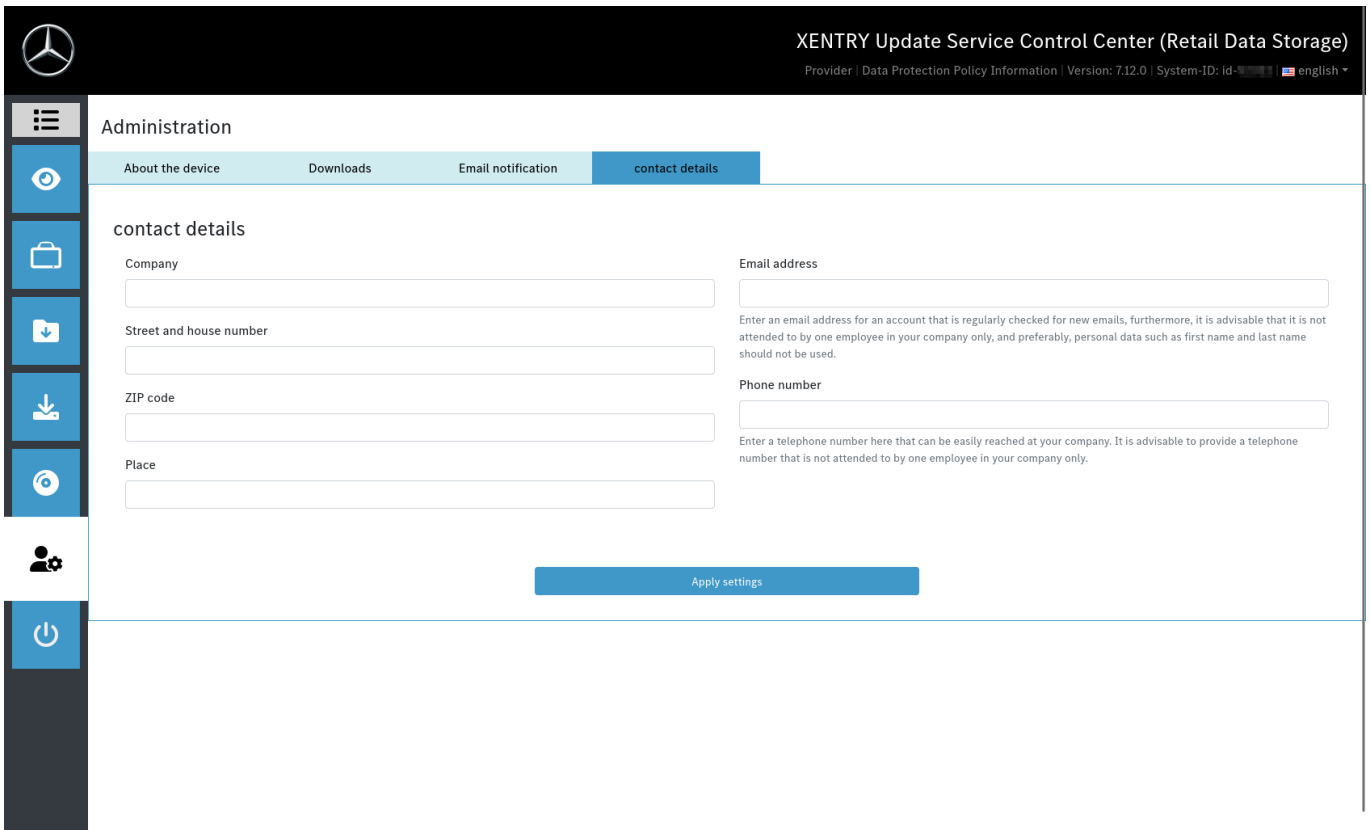 XENTRY Update Service Control Center (Retail Data Storage)
Provider | Data Protection Policy Information | Version: 7.12.0 | System-ID: id- | english
Administration
About the device Downloads Email notification contact details
contact details
Company
Street and house number
ZIP code
Place
Email address
Enter an email address for an account that is regularly checked for new emails, furthermore, it is advisable that it is not
attended to by one employee in your company only, and preferably, personal data such as first name and last name
should not be used.
Phone number
Enter a telephone number here that can be easily reached at your company. It is advisable to provide a telephone
number that is not attended to by one employee in your company only.
Apply settings